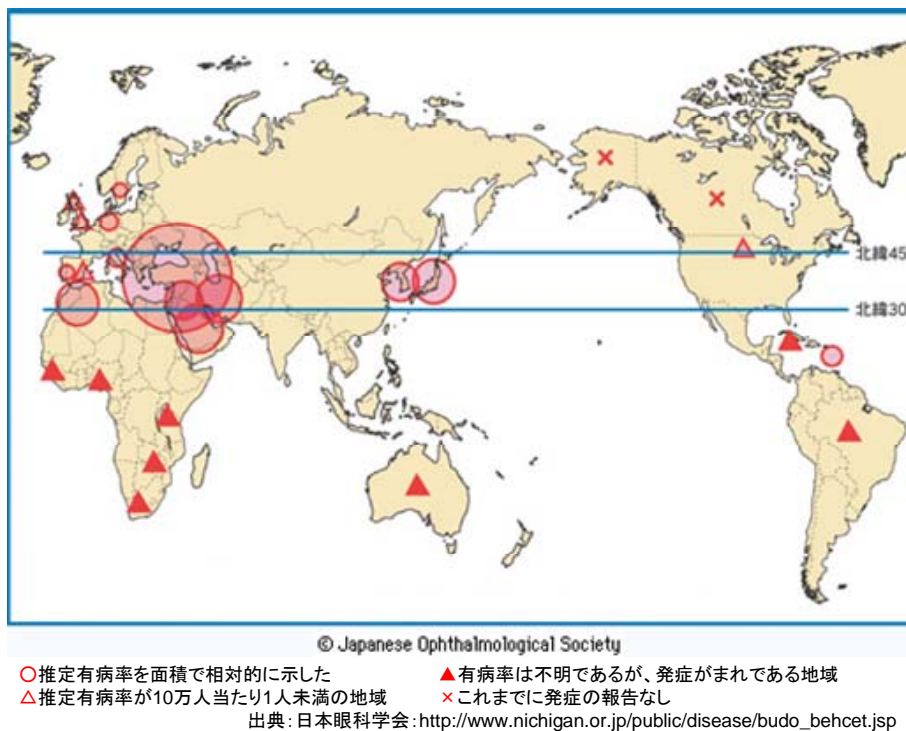 北緯45
北緯30
© Japanese Ophthalmological Society
○推定有病率を面積で相対的に示した ▲有病率は不明であるが、発症がまれである地域
△推定有病率が10万人当たり1人未満の地域 ×これまでに発症の報告なし
出典：日本眼科学会：http://www.nichigan.or.jp/public/disease/budo_behcet.jsp